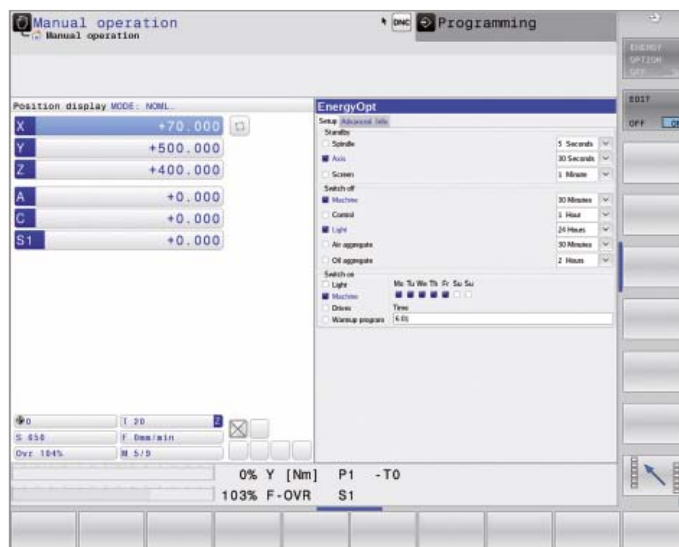 Manual operation
Manual operation
DNC
Programming
ENERGY
OPTION
OFF
EDIT
OFF
Position display MODE: NOML.
X +70.000
Y +500.000
Z +400.000
A +0.000
C +0.000
S1 +0.000
EnergyOpt
Setup Advanced Info
Standby
Spindle 5 Seconds
Axis 30 Seconds
Screen 1 Minute
Switch off
Machine 30 Minutes
Control 1 Hour
Light 24 Hours
Air aggregate 30 Minutes
Oil aggregate 2 Hours
Switch on
Light Mo Tu We Th Fr Su Su
Machine
Drives Time
Warmup program 6:01
0 T 20 Z
S 850 F 0mm/min
Ovr 104% M 5/9
0% Y [Nm] P1 -T0
103% F-OVR S1